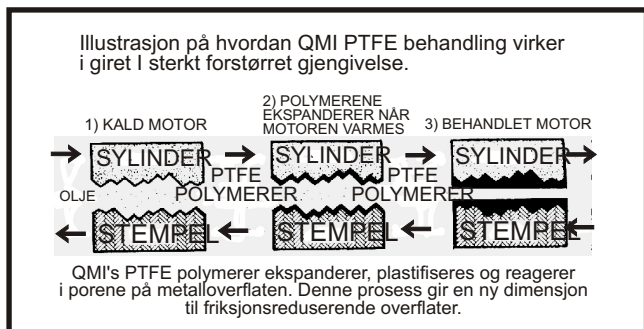 Illustrasjon på hvordan QMI PTFE behandling virker
i giret I sterkt forstørret gjengivelse.
1) KALD MOTOR
2) POLYMERENE
EKSPANDERER NÅR
MOTOREN VARMES
3) BEHANDLET MOTOR
SYLINDER
SYLINDER
SYLINDER
OLJE
PTFE
POLYMERER
PTFE
POLYMERER
STEMPEL
STEMPEL
STEMPEL
QMI's PTFE polymerer ekspanderer, plastifiseres og reagerer
i porene på metalloverflaten. Denne prosess gir en ny dimensjon
til friksjonsreduserende overflater.